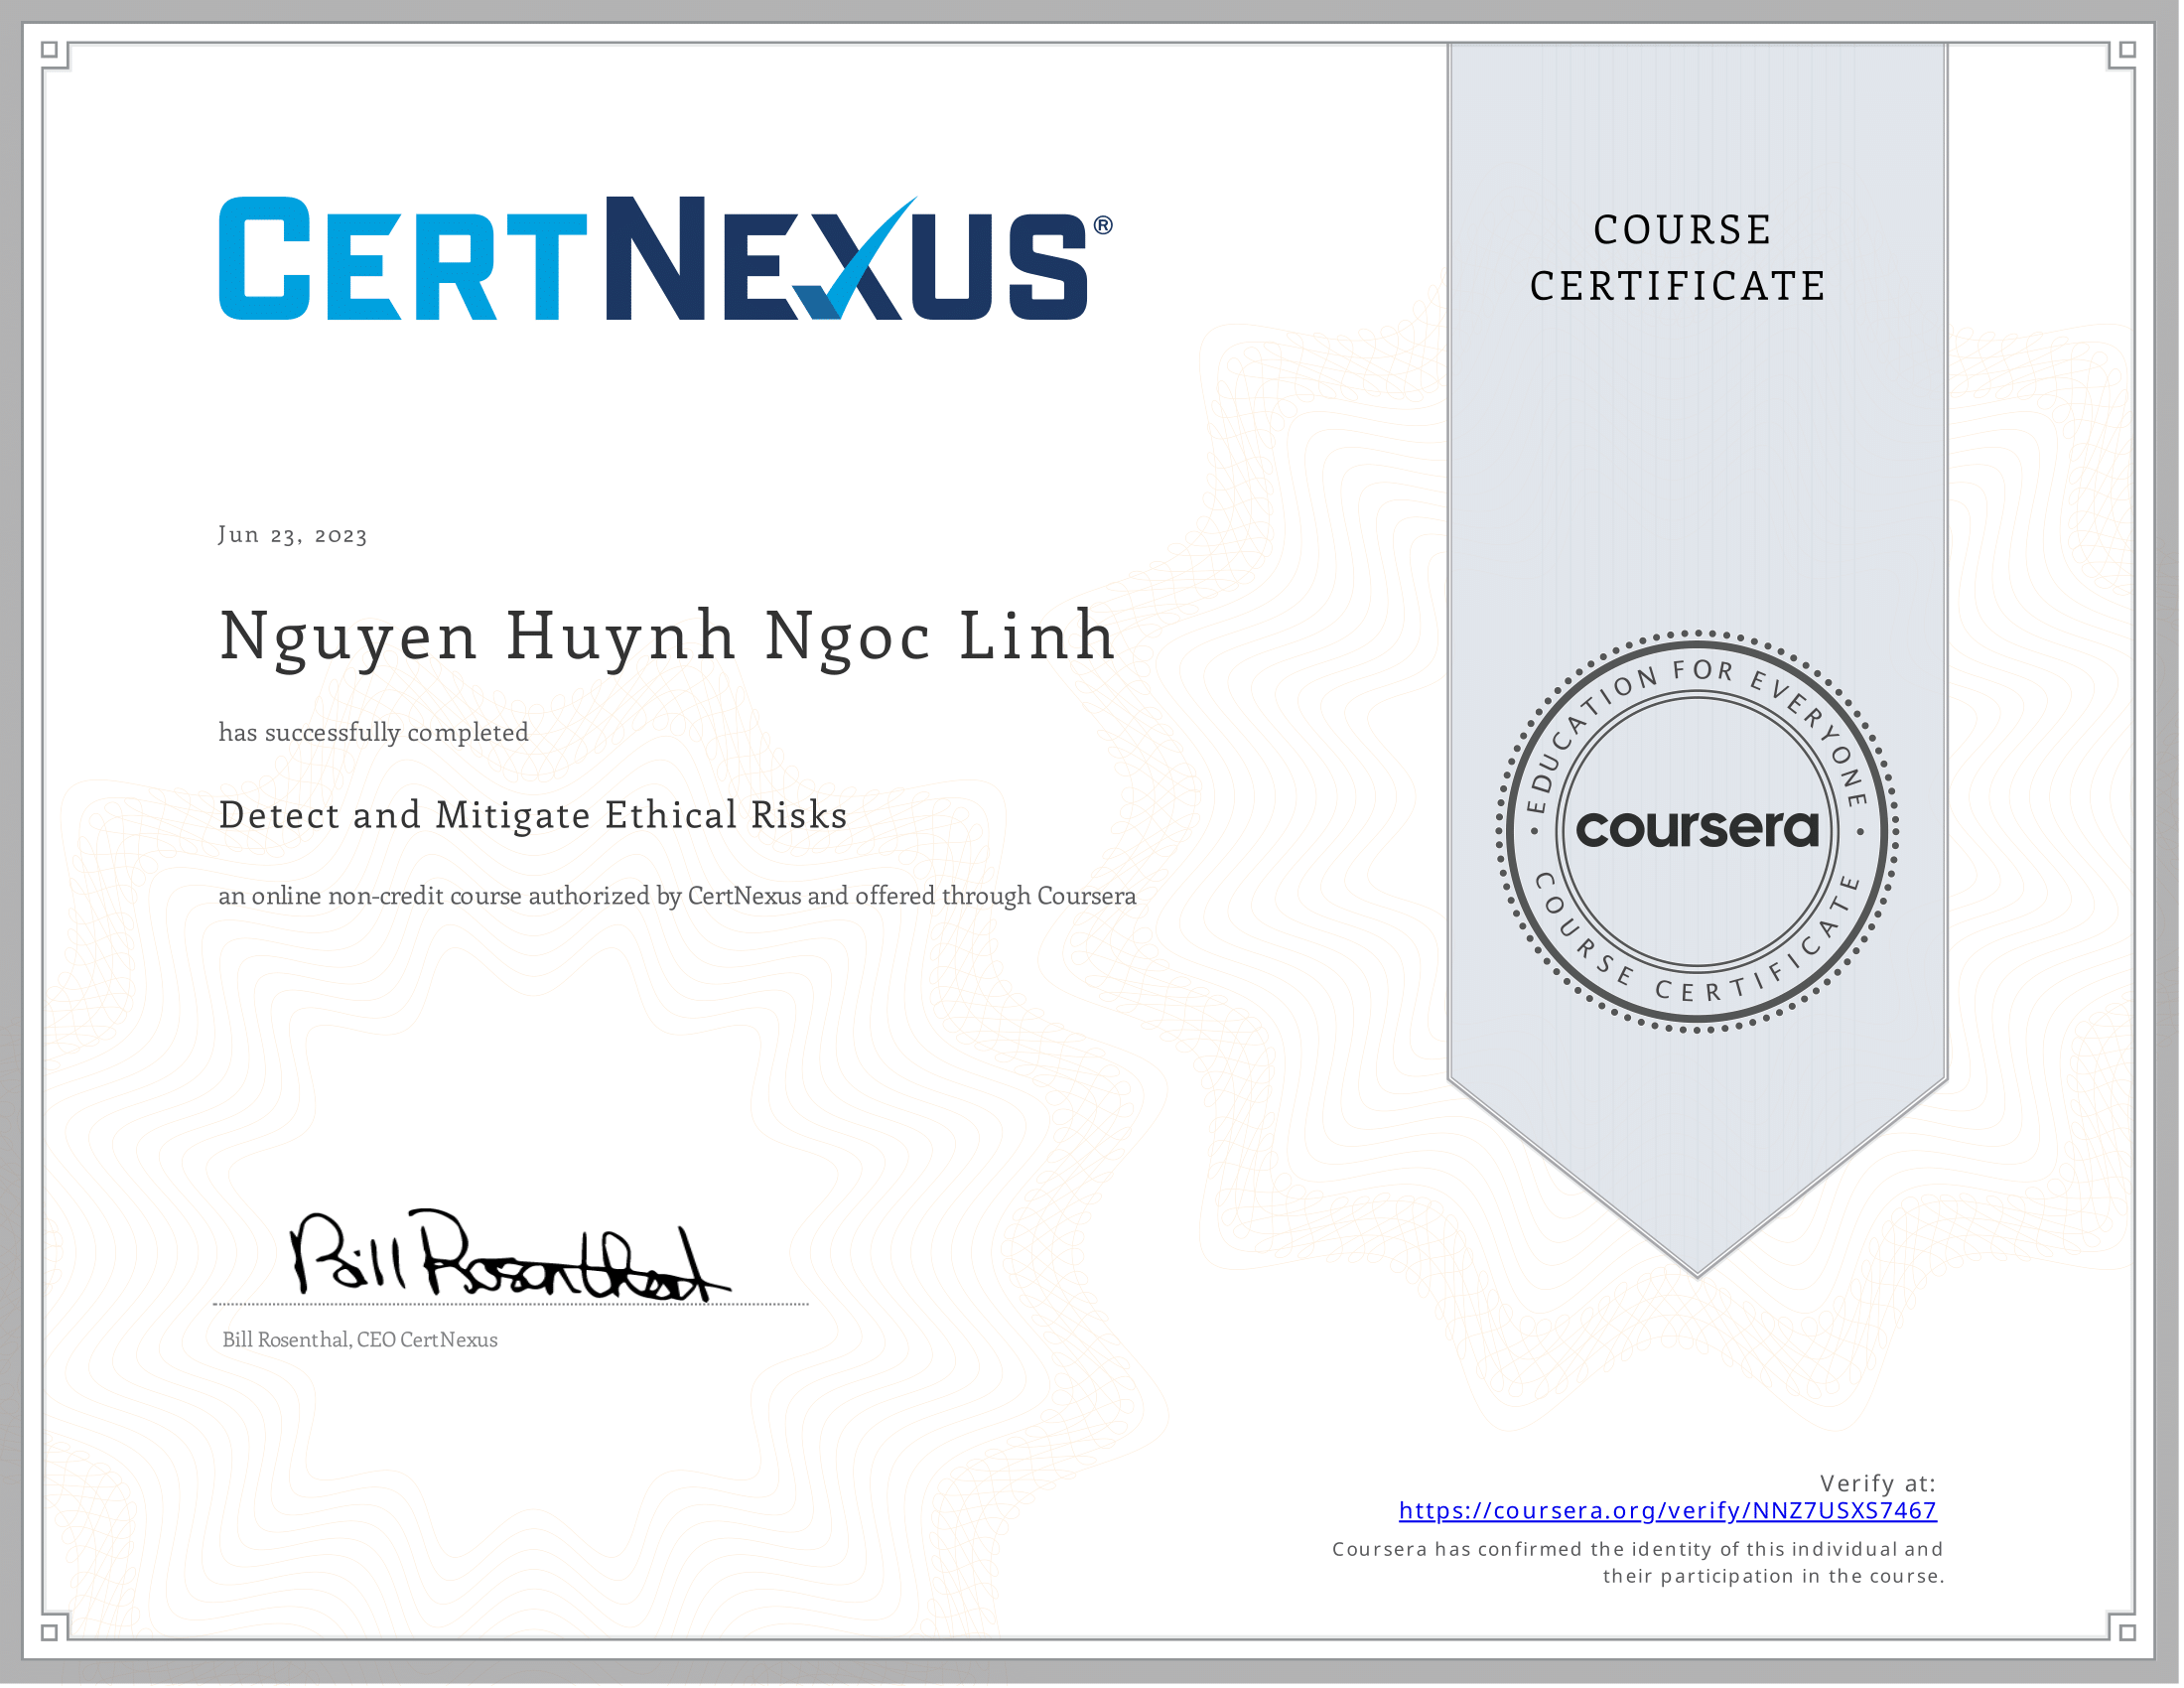 CERTNEXUS®
COURSE
CERTIFICATE
Jun 23, 2023
Nguyen Huynh Ngoc Linh
has successfully completed
Detect and Mitigate Ethical Risks
an online non-credit course authorized by CertNexus and offered through Coursera
EDUCATION FOR EVERYONE
coursera
COURSE CERTIFICATE
Bill Rosenthal
Bill Rosenthal, CEO CertNexus
Verify at:
https://coursera.org/verify/NNZ7USXS7467
Coursera has confirmed the identity of this individual and
their participation in the course.